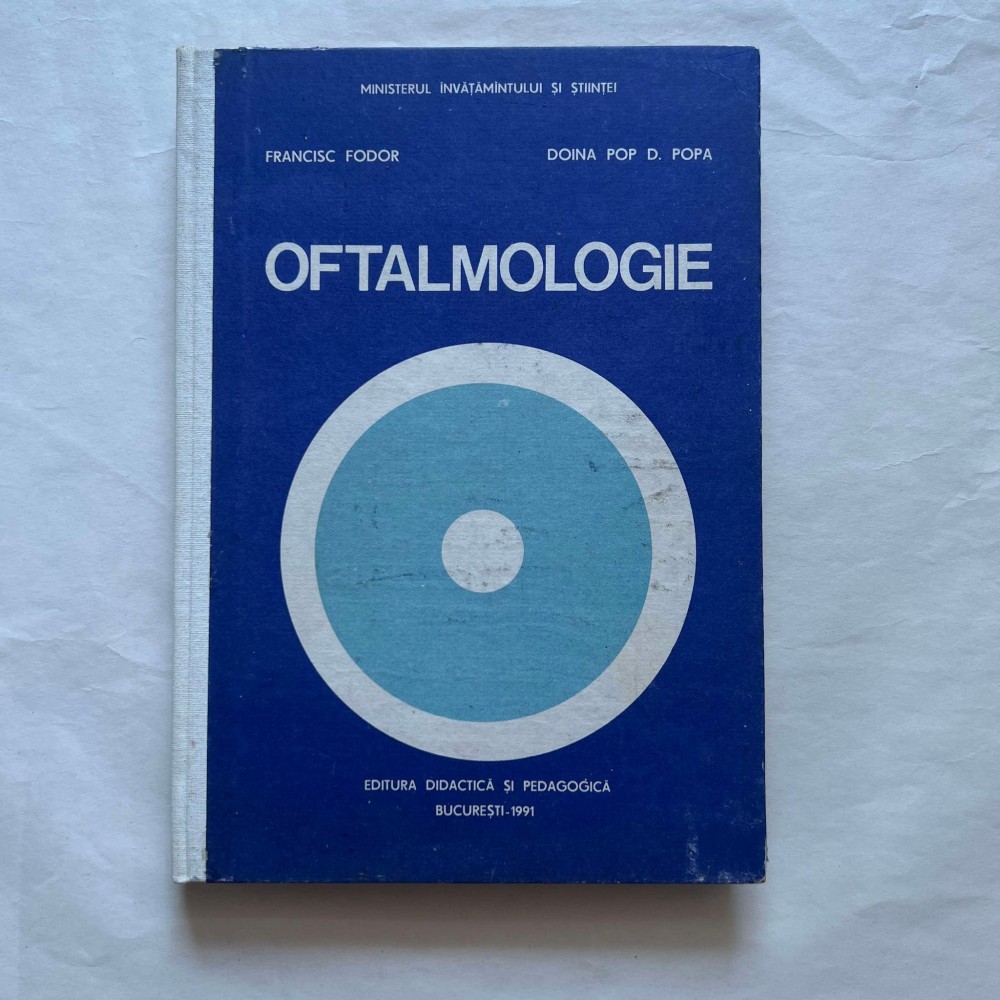 MINISTERUL ÎNVĂȚĂMÎNTULUI ȘI ȘTIINȚEI
FRANCISC FODOR DOINA POP D. POPA
OFTALMOLOGIE
EDITURA DIDACTICĂ ȘI PEDAGOGICĂ
BUCUREȘTI-1991